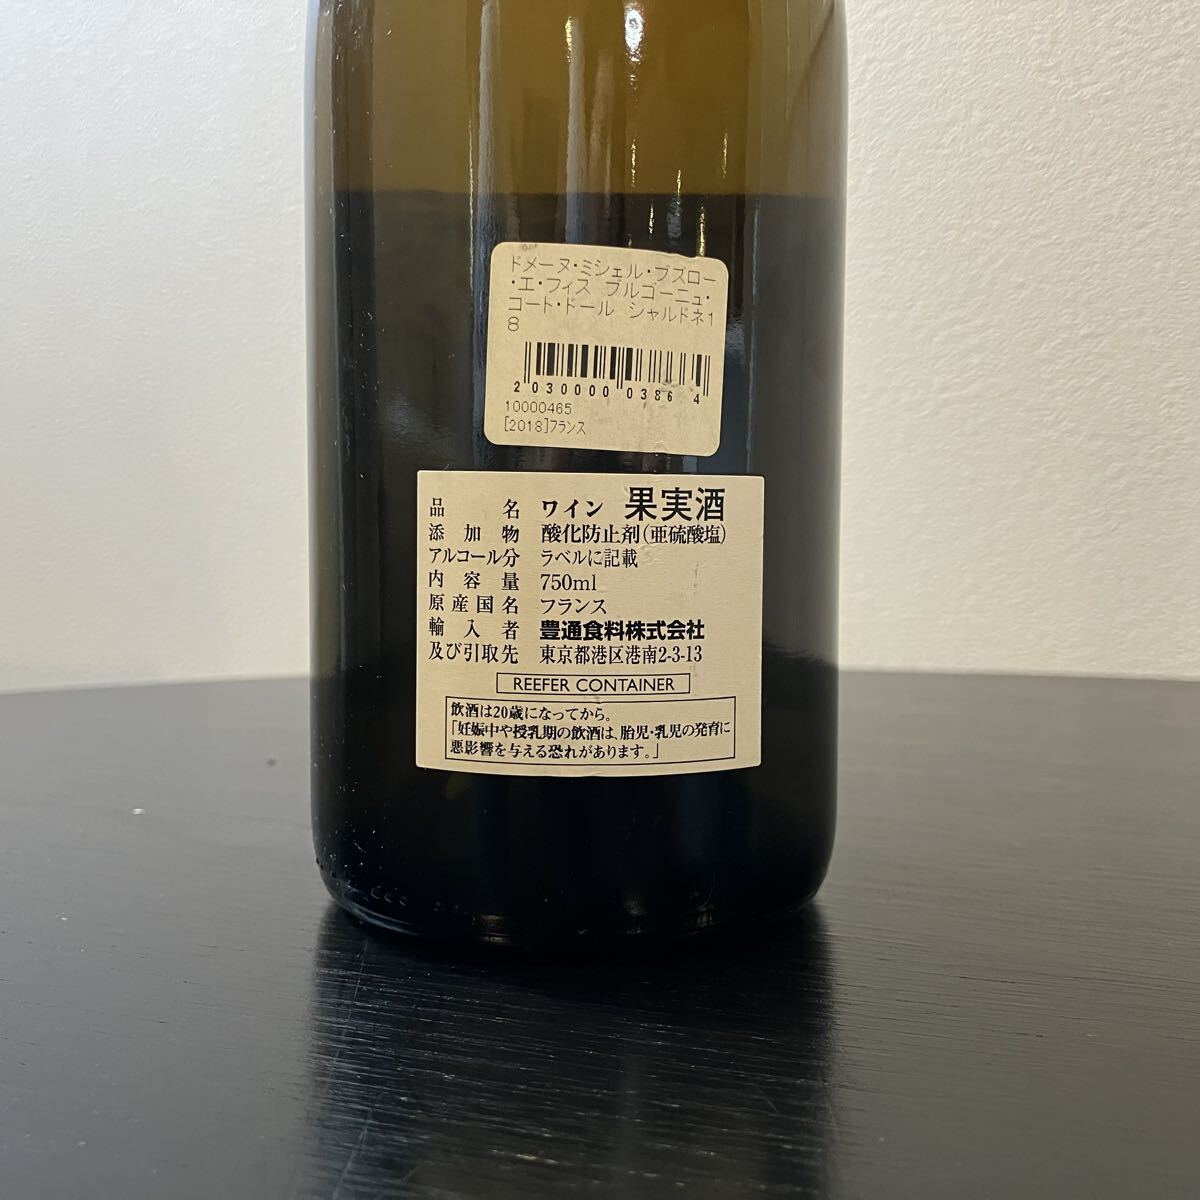 ドメーヌ・ミシェル・ブズロー
・エ・フィス ブルゴーニュ・
コート・ドール シャルドネ1
8
2 030000 0386 4
10000465
[2018]フランス
品名 ワイン 果実酒
添加物 酸化防止剤(亜硫酸塩)
アルコール分 ラベルに記載
内容量 750ml
原産国名 フランス
輸入者 豊通食料株式会社
及び引取先 東京都港区港南2-3-13
REEFER CONTAINER
飲酒は20歳になってから。
「妊娠中や授乳期の飲酒は、胎児・乳児の発育に
悪影響を与える恐れがあります。」